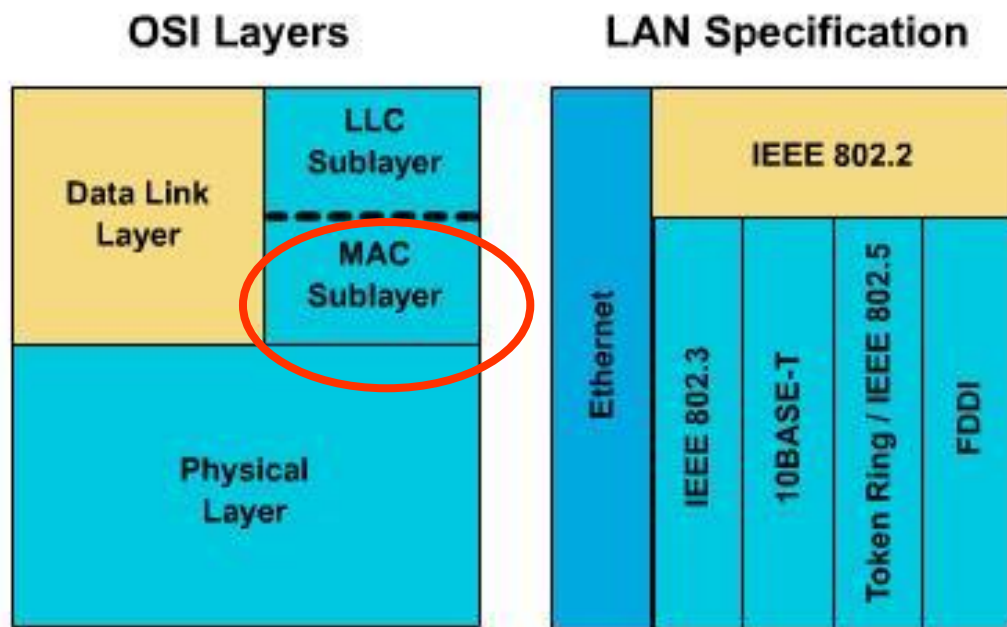 OSI Layers
LAN Specification
Data Link
Layer
LLC
Sublayer
MAC
Sublayer
Physical
Layer
Ethernet
IEEE 802.2
IEEE 802.3
10BASE-T
Token Ring / IEEE 802.5
FDDI